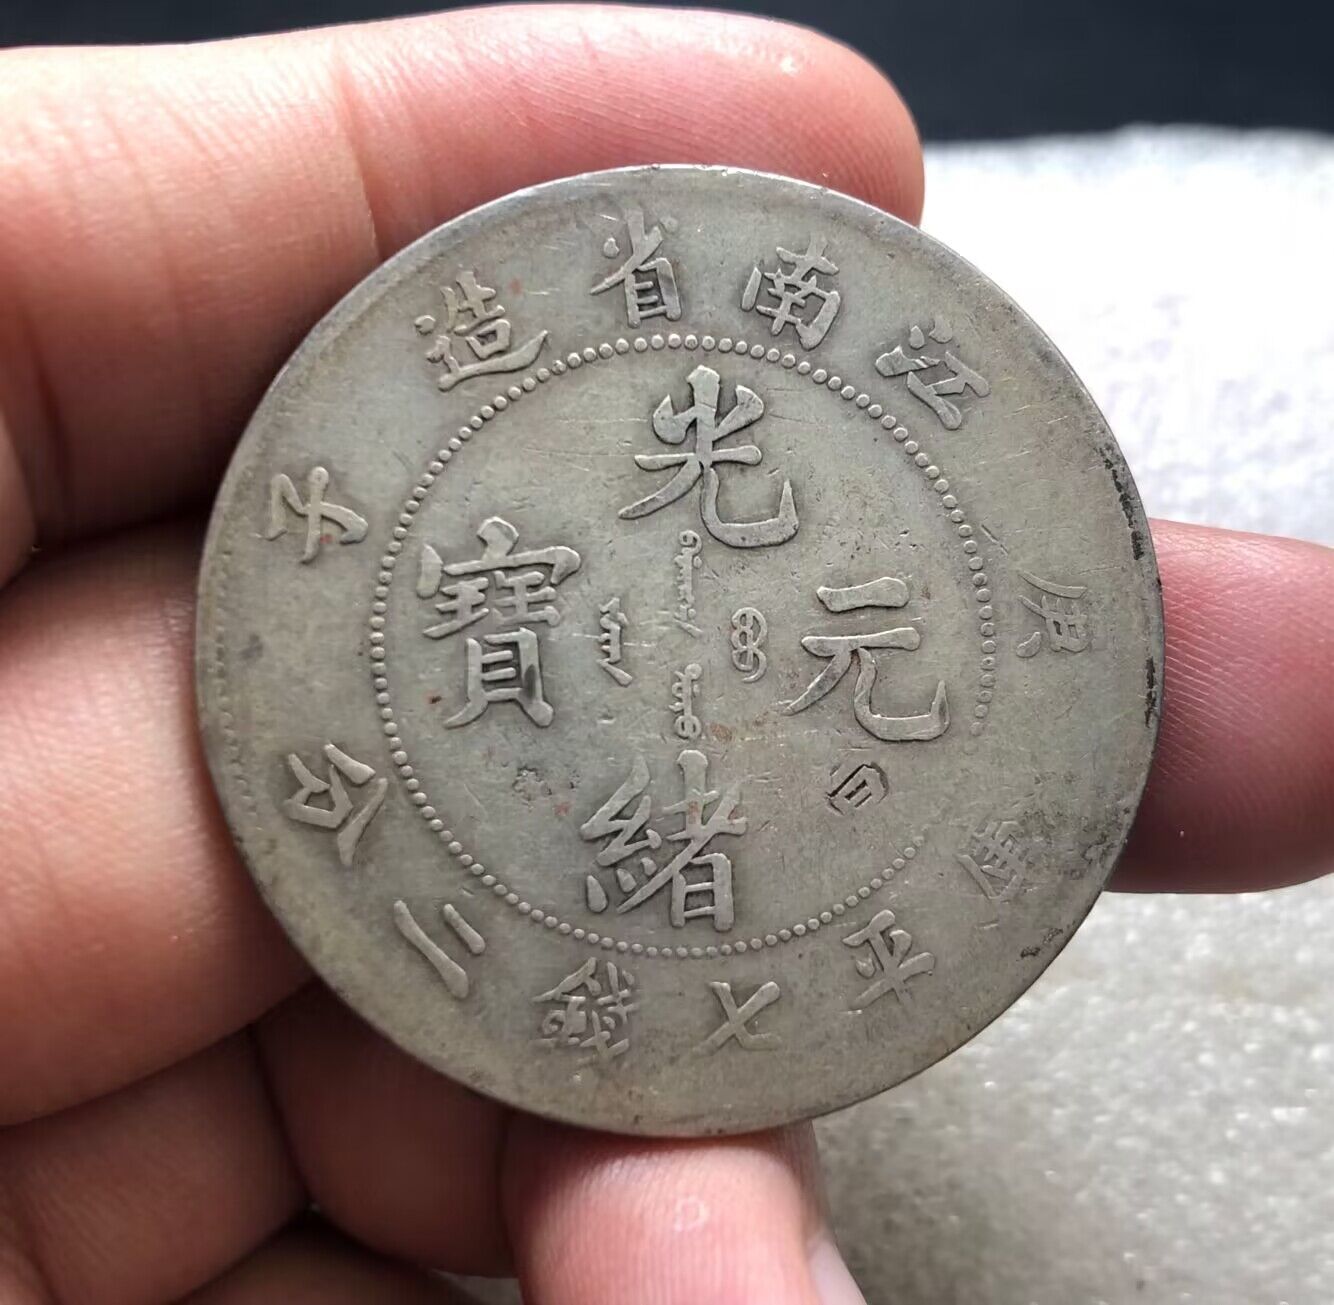 江南省造
庚子
光緒元寶
庫平七錢二分